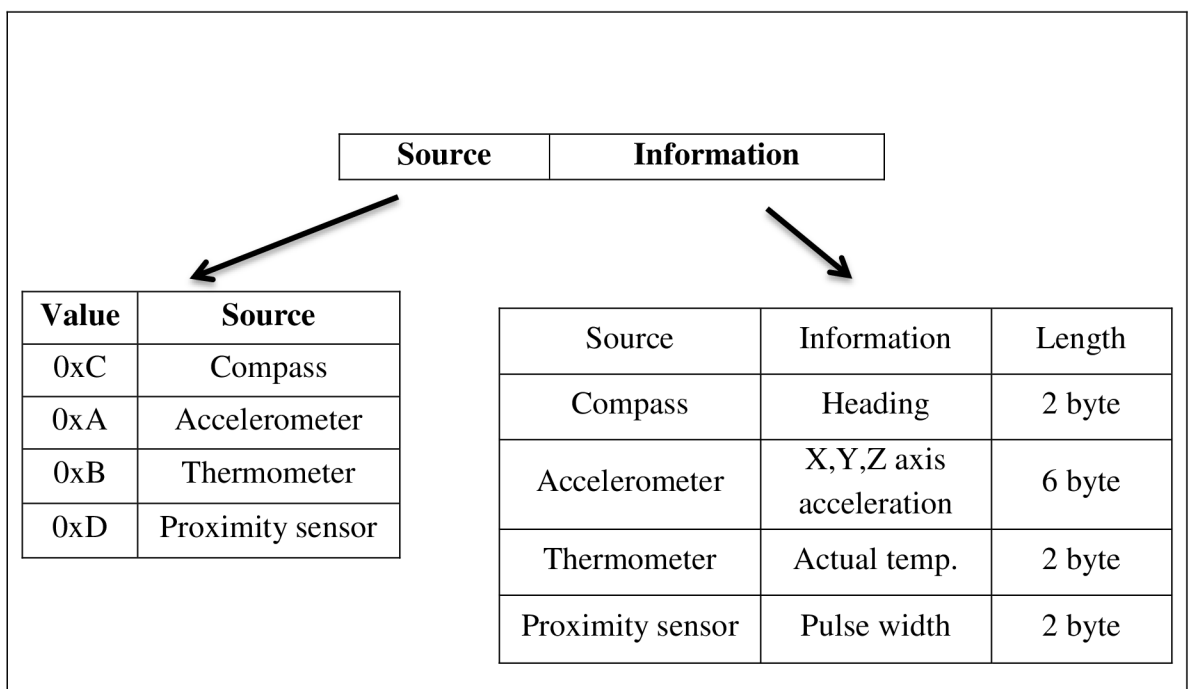 Source Information
Value Source
0xC Compass
0xA Accelerometer
0xB Thermometer
0xD Proximity sensor
Source Information Length
Compass Heading 2 byte
Accelerometer X,Y,Z axis acceleration 6 byte
Thermometer Actual temp. 2 byte
Proximity sensor Pulse width 2 byte